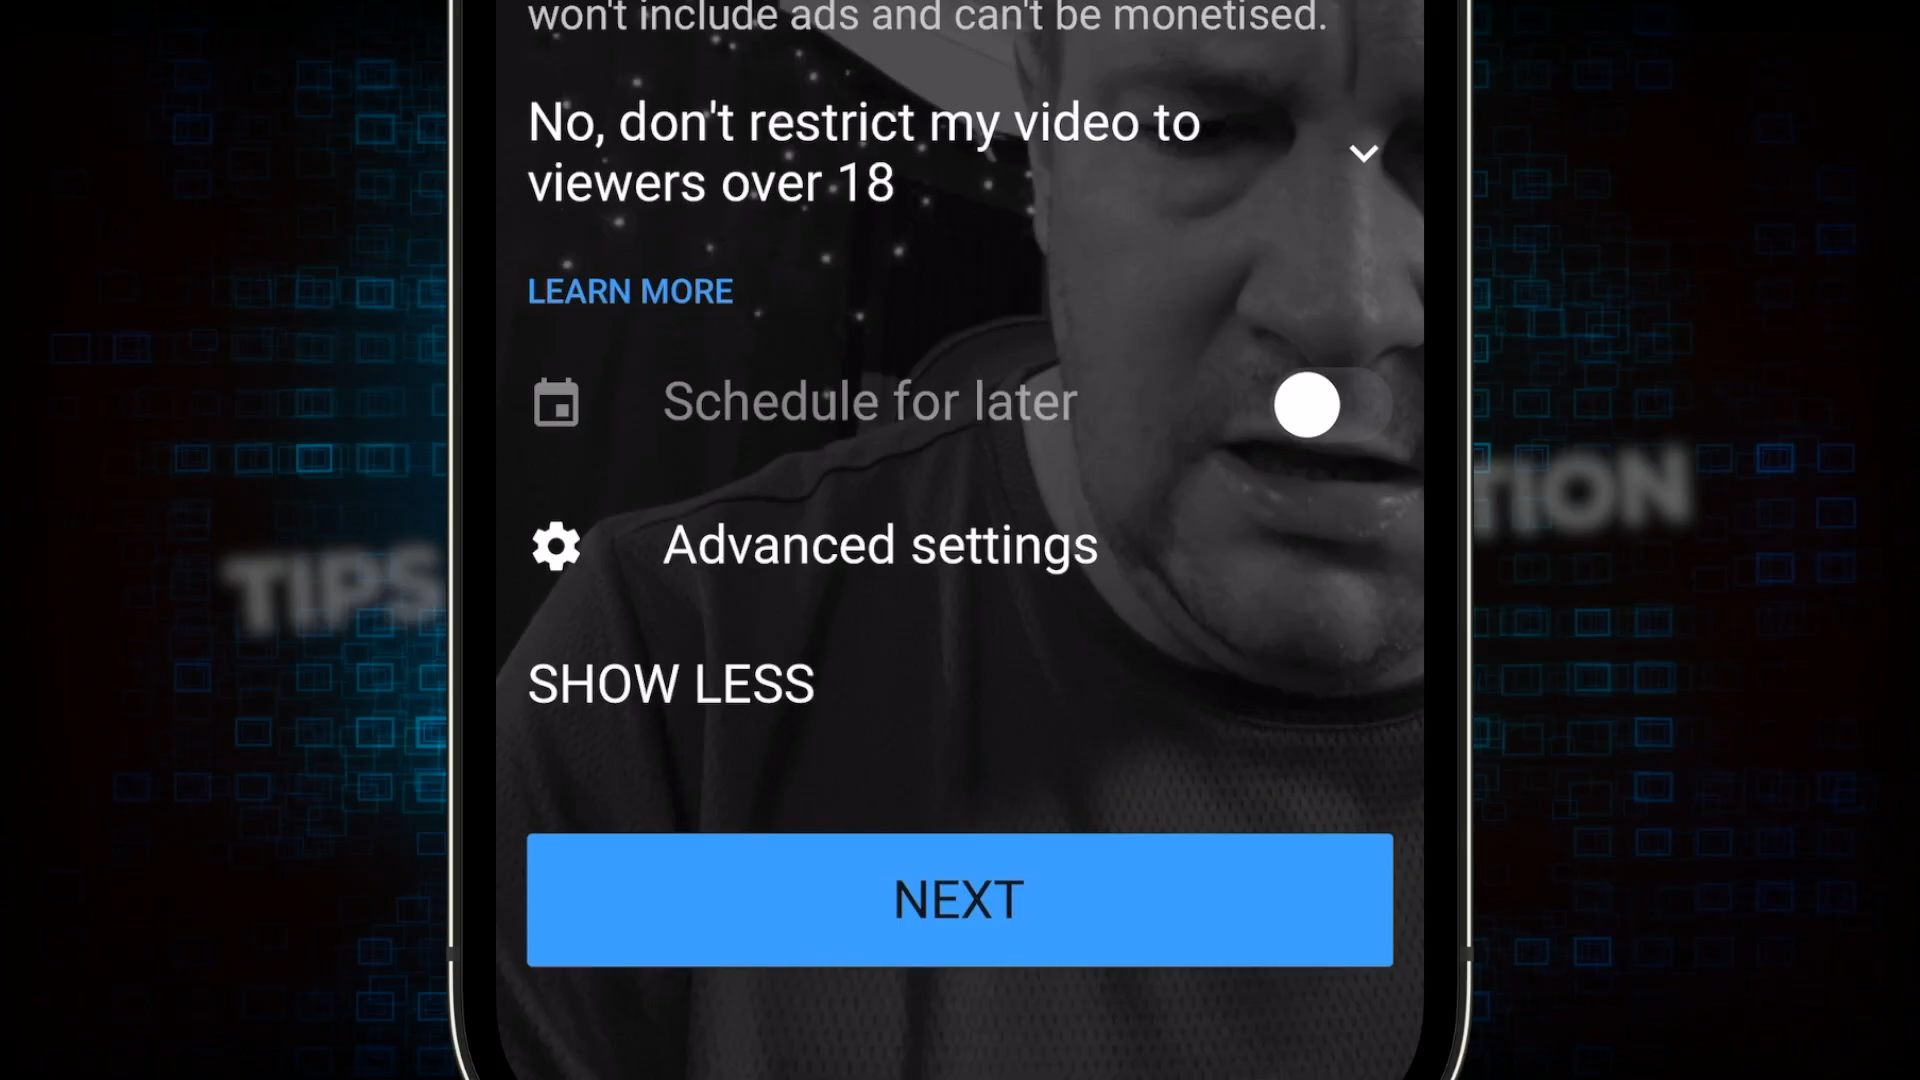 won't include ads and can't be monetised.
No, don't restrict my video to
viewers over 18
LEARN MORE
Schedule for later
Advanced settings
TIPS
TION
SHOW LESS
NEXT